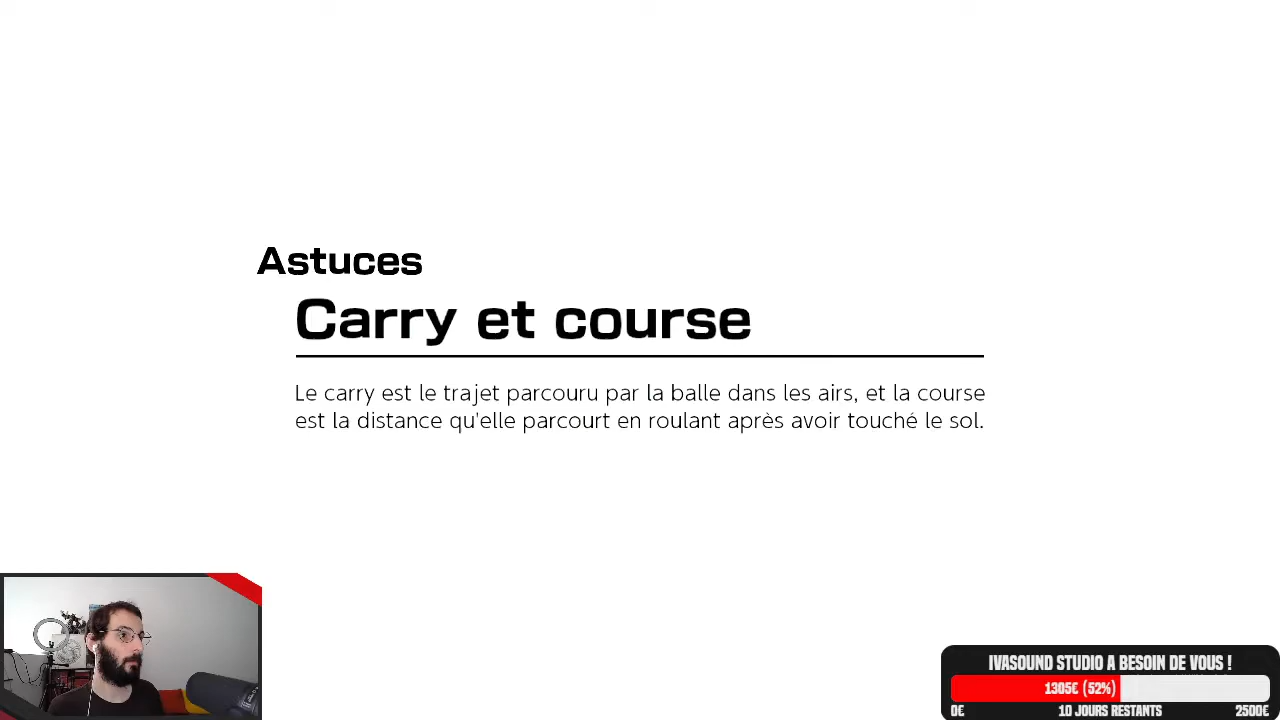 Astuces
Carry et course
Le carry est le trajet parcouru par la balle dans les airs, et la course
est la distance qu'elle parcourt en roulant après avoir touché le sol.
IVASOUND STUDIO A BESOIN DE VOUS !
1305€ (52%)
0€ 10 JOURS RESTANTS 2500€